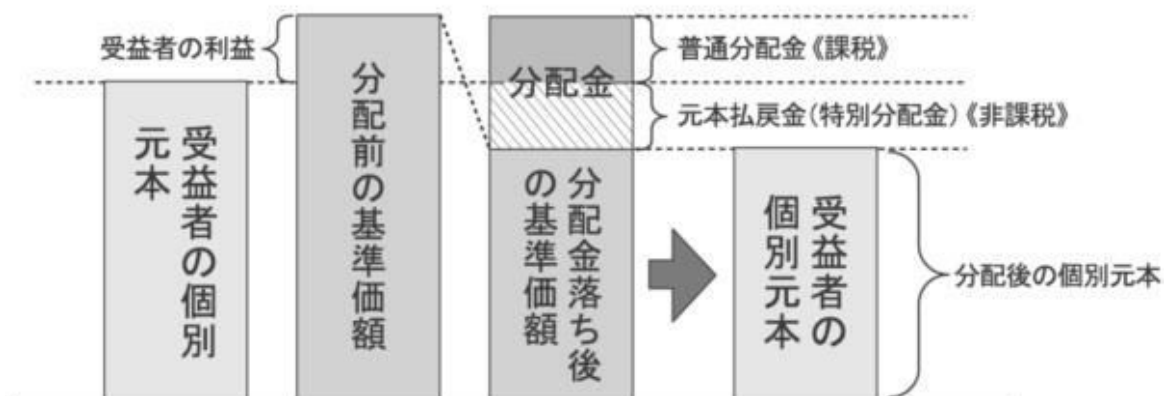 受益者の利益
受益者の個別
元本
分配前の基準価額
分配金
分配金落ち後
の基準価額
普通分配金《課税》
元本払戻金(特別分配金)《非課税》
受益者の
個別元本
分配後の個別元本